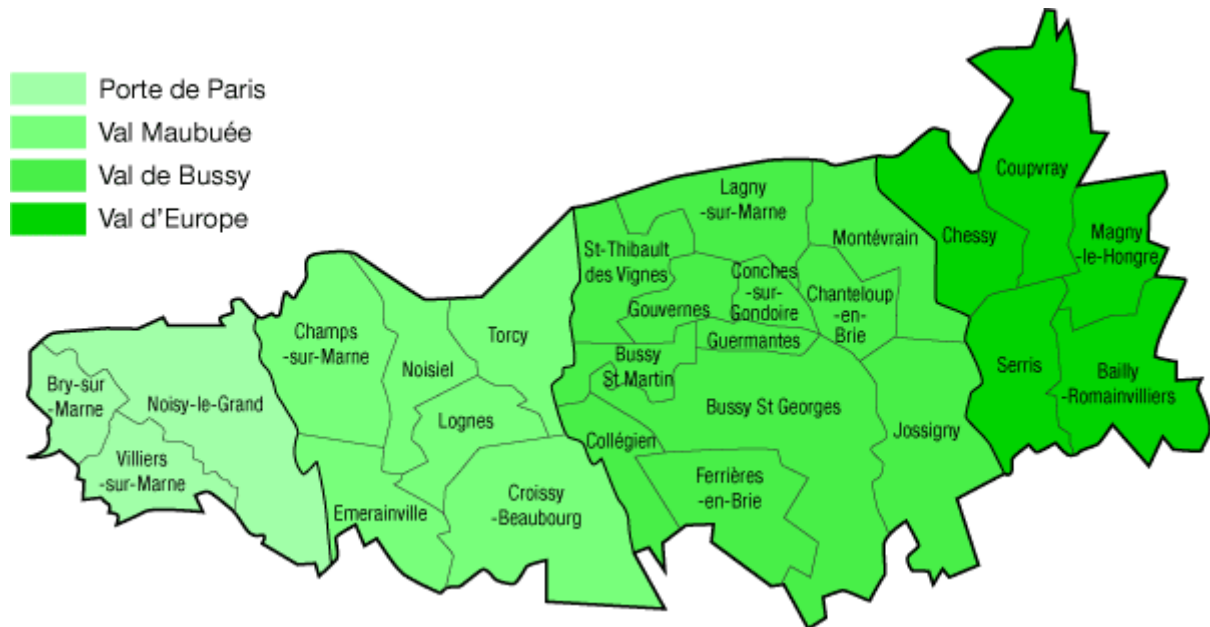 Porte de Paris
Val Maubuée
Val de Bussy
Val d'Europe
Coupvray
Lagny
-sur-Marne
Montévrain
Chessy
Magny
-le-Hongre
St-Thibault
des Vignes
Conches
-sur-
Gondoire
Chanteloup
-en-
Brie
Gouvernes
Guermantes
Champs
-sur-Marne
Torcy
Noisiel
Bussy
St Martin
Serris
Bailly
-Romainvilliers
Bry-sur
-Marne
Noisy-le-Grand
Lognes
Bussy St Georges
Jossigny
Collégien
Villiers
-sur-Marne
Ferrières
-en-Brie
Emerainville
Croissy
-Beaubourg